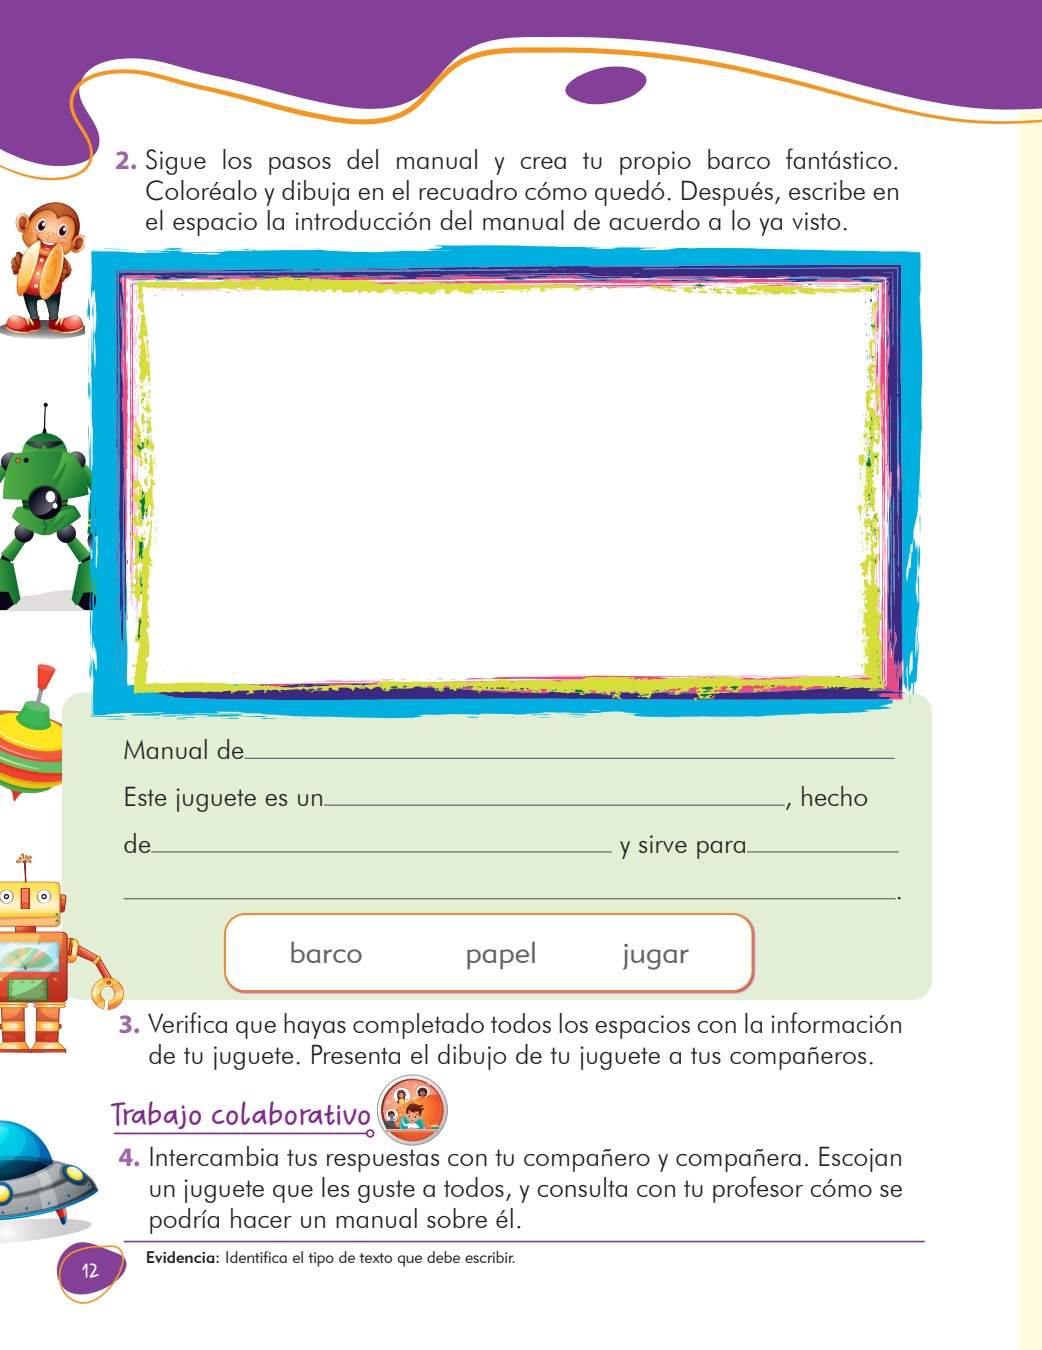 2. Sigue los pasos del manual y crea tu propio barco fantástico.
Coloréalo y dibuja en el recuadro cómo quedó. Después, escribe en
el espacio la introducción del manual de acuerdo a lo ya visto.
Manual de
Este juguete es un , hecho
de y sirve para
.
barco papel jugar
3. Verifica que hayas completado todos los espacios con la información
de tu juguete. Presenta el dibujo de tu juguete a tus compañeros.
Trabajo colaborativo
4. Intercambia tus respuestas con tu compañero y compañera. Escojan
un juguete que les guste a todos, y consulta con tu profesor cómo se
podría hacer un manual sobre él.
Evidencia: Identifica el tipo de texto que debe escribir.
12